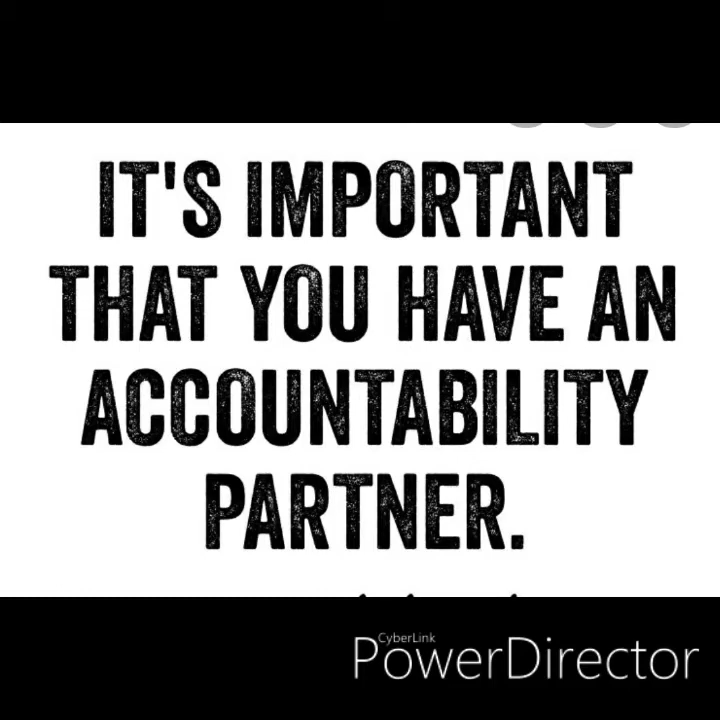 IT'S IMPORTANT
THAT YOU HAVE AN
ACCOUNTABILITY
PARTNER.
CyberLink
PowerDirector